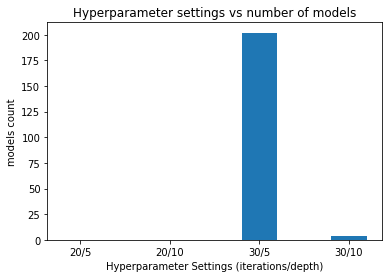 Hyperparameter settings vs number of models
models count
200
175
150
125
100
75
50
25
0
20/5 20/10 30/5 30/10
Hyperparameter Settings (iterations/depth)